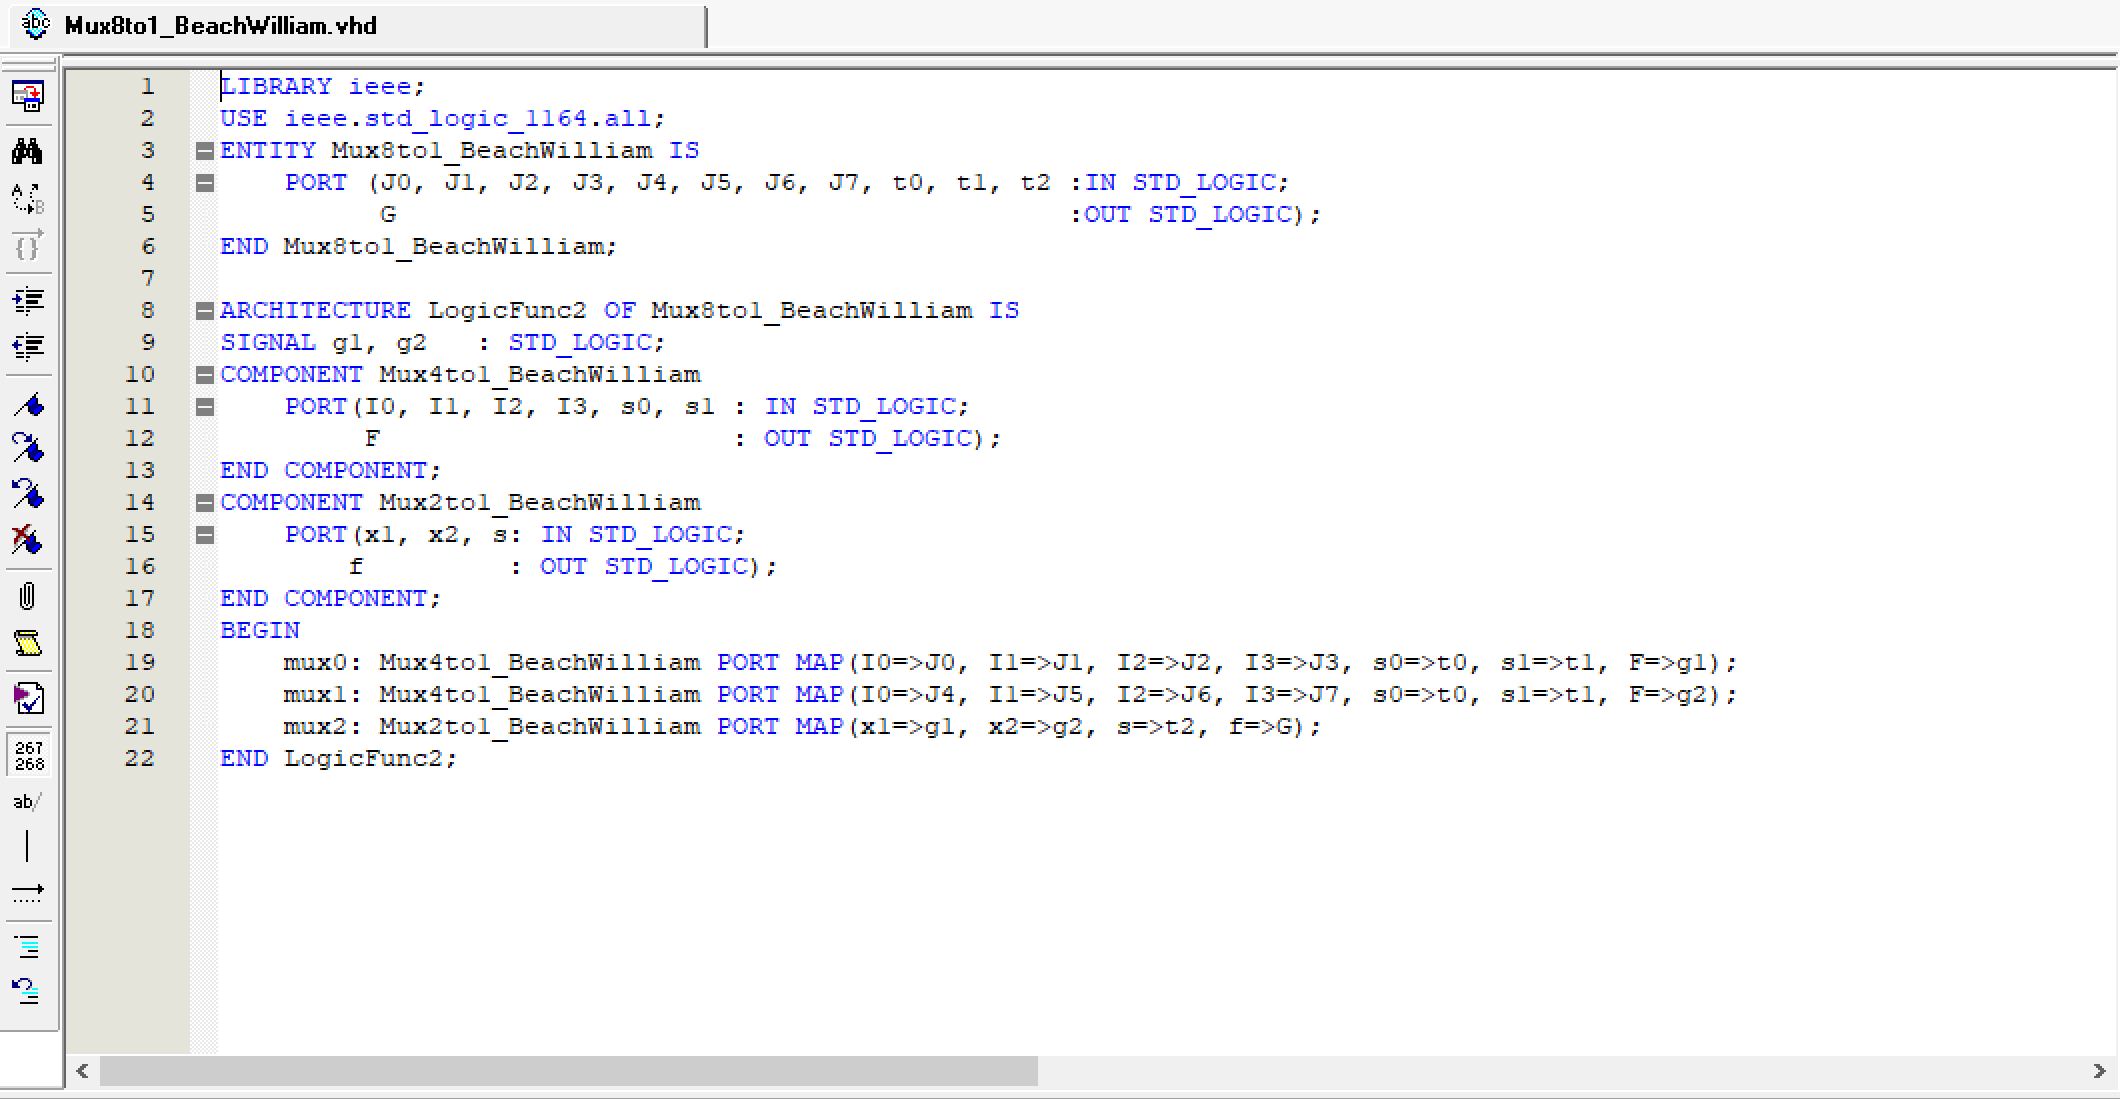 Mux8to1_BeachWilliam.vhd
1 LIBRARY ieee;
2 USE ieee.std_logic_1164.all;
3 ENTITY Mux8to1_BeachWilliam IS
4     PORT (J0, J1, J2, J3, J4, J5, J6, J7, t0, t1, t2 :IN STD_LOGIC;
5           G                                          :OUT STD_LOGIC);
6 END Mux8to1_BeachWilliam;
7
8 ARCHITECTURE LogicFunc2 OF Mux8to1_BeachWilliam IS
9 SIGNAL g1, g2   : STD_LOGIC;
10 COMPONENT Mux4to1_BeachWilliam
11     PORT(I0, I1, I2, I3, s0, s1 : IN STD_LOGIC;
12          F                      : OUT STD_LOGIC);
13 END COMPONENT;
14 COMPONENT Mux2to1_BeachWilliam
15     PORT(x1, x2, s: IN STD_LOGIC;
16         f         : OUT STD_LOGIC);
17 END COMPONENT;
18 BEGIN
19     mux0: Mux4to1_BeachWilliam PORT MAP(I0=>J0, I1=>J1, I2=>J2, I3=>J3, s0=>t0, s1=>t1, F=>g1);
20     mux1: Mux4to1_BeachWilliam PORT MAP(I0=>J4, I1=>J5, I2=>J6, I3=>J7, s0=>t0, s1=>t1, F=>g2);
21     mux2: Mux2to1_BeachWilliam PORT MAP(x1=>g1, x2=>g2, s=>t2, f=>G);
22 END LogicFunc2;
267
268
ab/